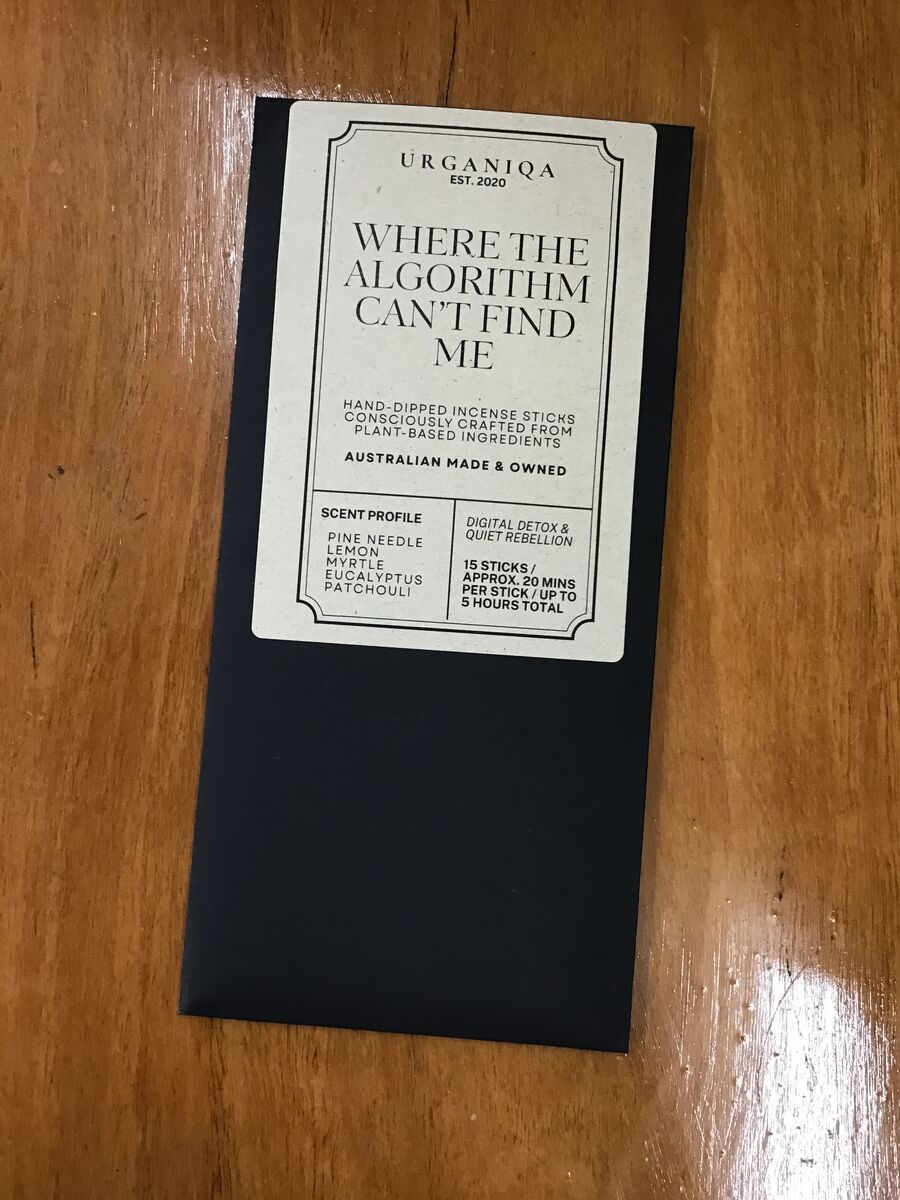 URGANIQA
EST. 2020
WHERE THE
ALGORITHM
CAN'T FIND
ME
HAND-DIPPED INCENSE STICKS
CONSCIOUSLY CRAFTED FROM
PLANT-BASED INGREDIENTS
AUSTRALIAN MADE & OWNED
SCENT PROFILE
PINE NEEDLE
LEMON
MYRTLE
EUCALYPTUS
PATCHOULI
DIGITAL DETOX &
QUIET REBELLION
15 STICKS /
APPROX. 20 MINS
PER STICK / UP TO
5 HOURS TOTAL